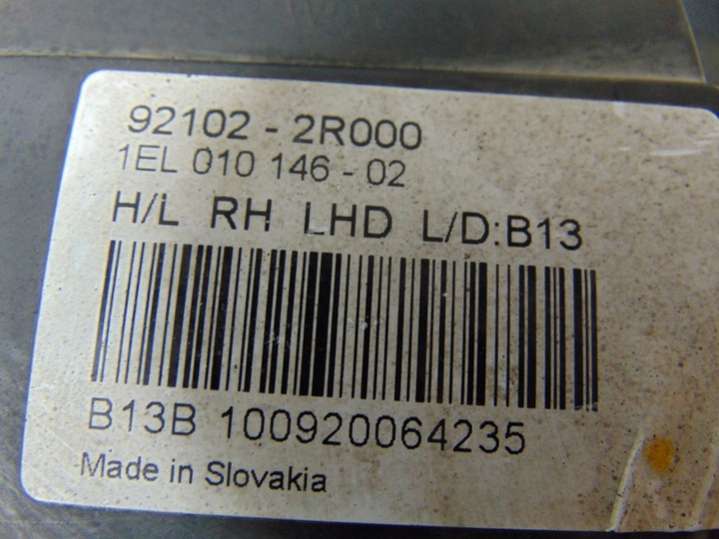 92102 - 2R000
1EL 010 146 - 02
H/L RH LHD L/D:B13
B13B 100920064235
Made in Slovakia